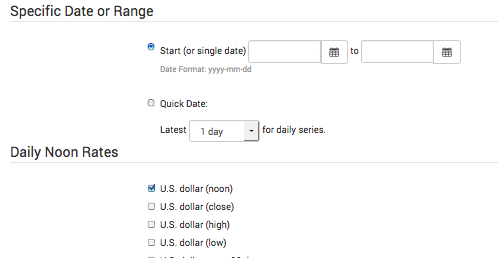 Specific Date or Range
Start (or single date) to
Date Format: yyyy-mm-dd
Quick Date:
Latest 1 day for daily series.
Daily Noon Rates
U.S. dollar (noon)
U.S. dollar (close)
U.S. dollar (high)
U.S. dollar (low)